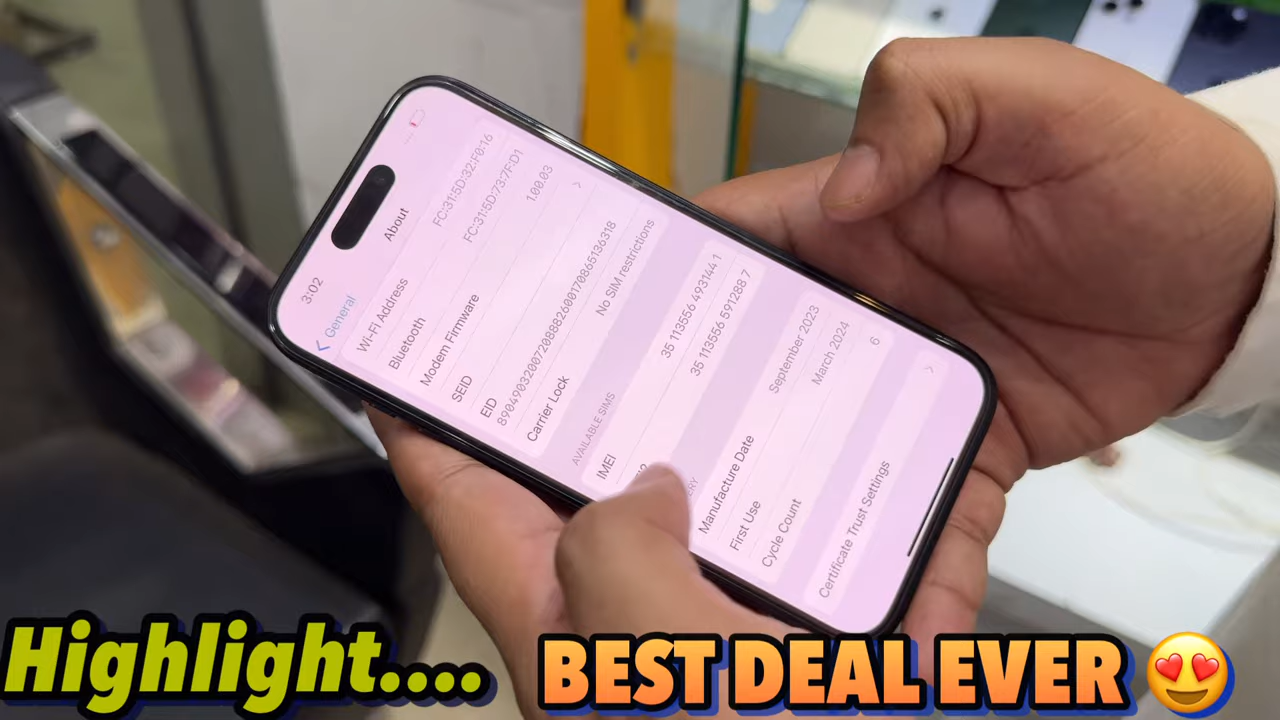 3:02
General
About
Wi-Fi Address FC:31:5D:32:F0:16
Bluetooth FC:31:5D:73:7F:D1
Modem Firmware 1.00.03
SEID
EID
89049032007208882600170865136318
Carrier Lock No SIM restrictions
AVAILABLE SIMS
IMEI 35 113556 493144 1
35 113556 591288 7
Manufacture Date September 2023
First Use March 2024
Cycle Count 6
Certificate Trust Settings
Highlight....
BEST DEAL EVER 😍